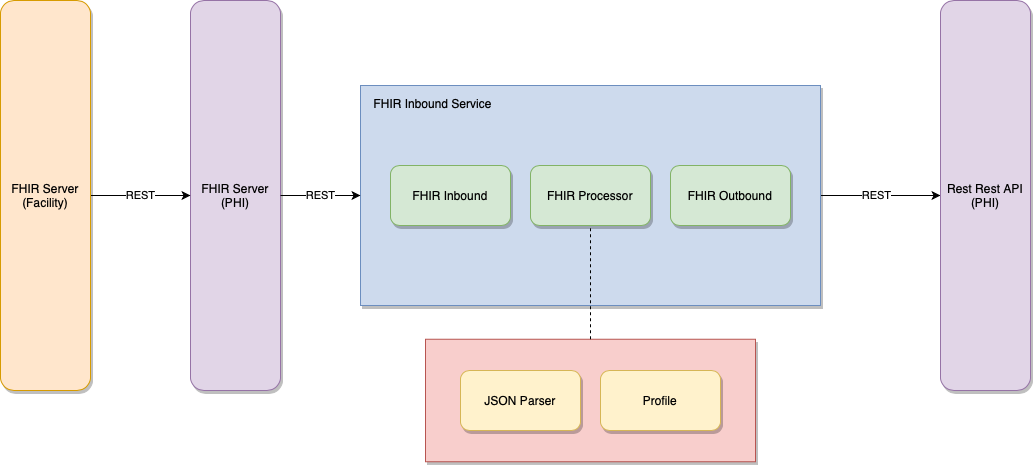 FHIR Server
(Facility)
REST
FHIR Server
(PHI)
REST
FHIR Inbound Service
FHIR Inbound
FHIR Processor
FHIR Outbound
REST
Rest Rest API
(PHI)
JSON Parser
Profile